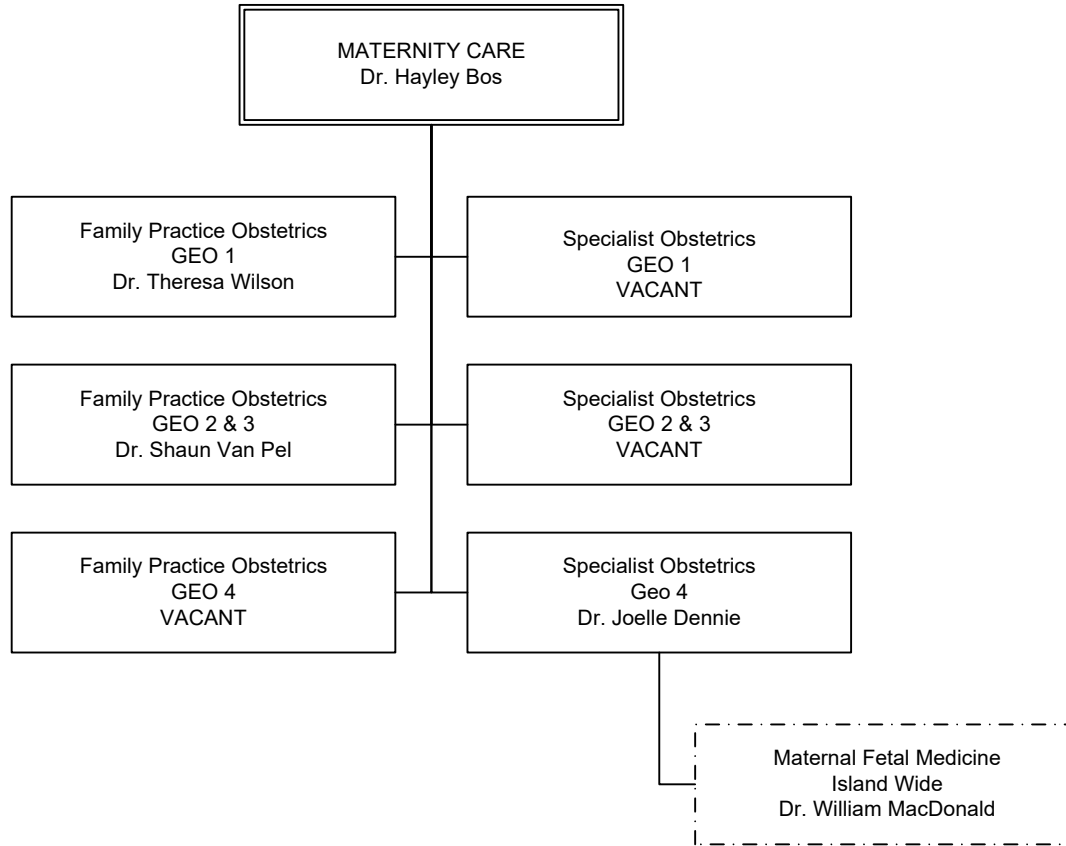 MATERNITY CARE
Dr. Hayley Bos
Family Practice Obstetrics
GEO 1
Dr. Theresa Wilson
Specialist Obstetrics
GEO 1
VACANT
Family Practice Obstetrics
GEO 2 & 3
Dr. Shaun Van Pel
Specialist Obstetrics
GEO 2 & 3
VACANT
Family Practice Obstetrics
GEO 4
VACANT
Specialist Obstetrics
Geo 4
Dr. Joelle Dennie
Maternal Fetal Medicine
Island Wide
Dr. William MacDonald